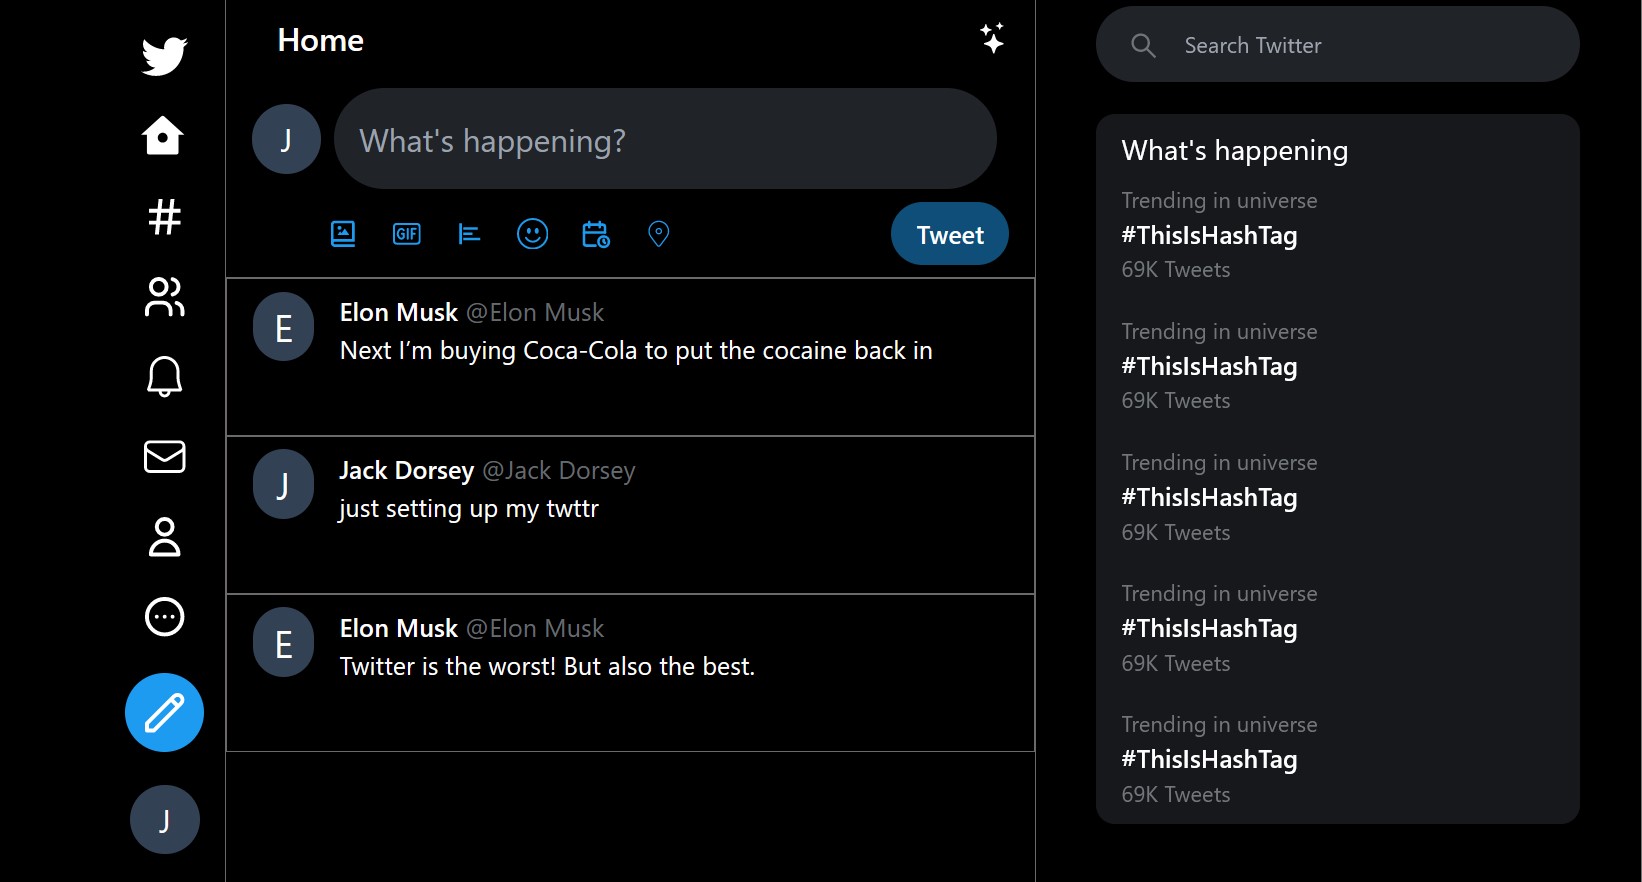 Home
J
What's happening?
GIF
Tweet
E
Elon Musk @Elon Musk
Next I’m buying Coca-Cola to put the cocaine back in
J
Jack Dorsey @Jack Dorsey
just setting up my twttr
E
Elon Musk @Elon Musk
Twitter is the worst! But also the best.
J
Search Twitter
What's happening
Trending in universe
#ThisIsHashTag
69K Tweets
Trending in universe
#ThisIsHashTag
69K Tweets
Trending in universe
#ThisIsHashTag
69K Tweets
Trending in universe
#ThisIsHashTag
69K Tweets
Trending in universe
#ThisIsHashTag
69K Tweets